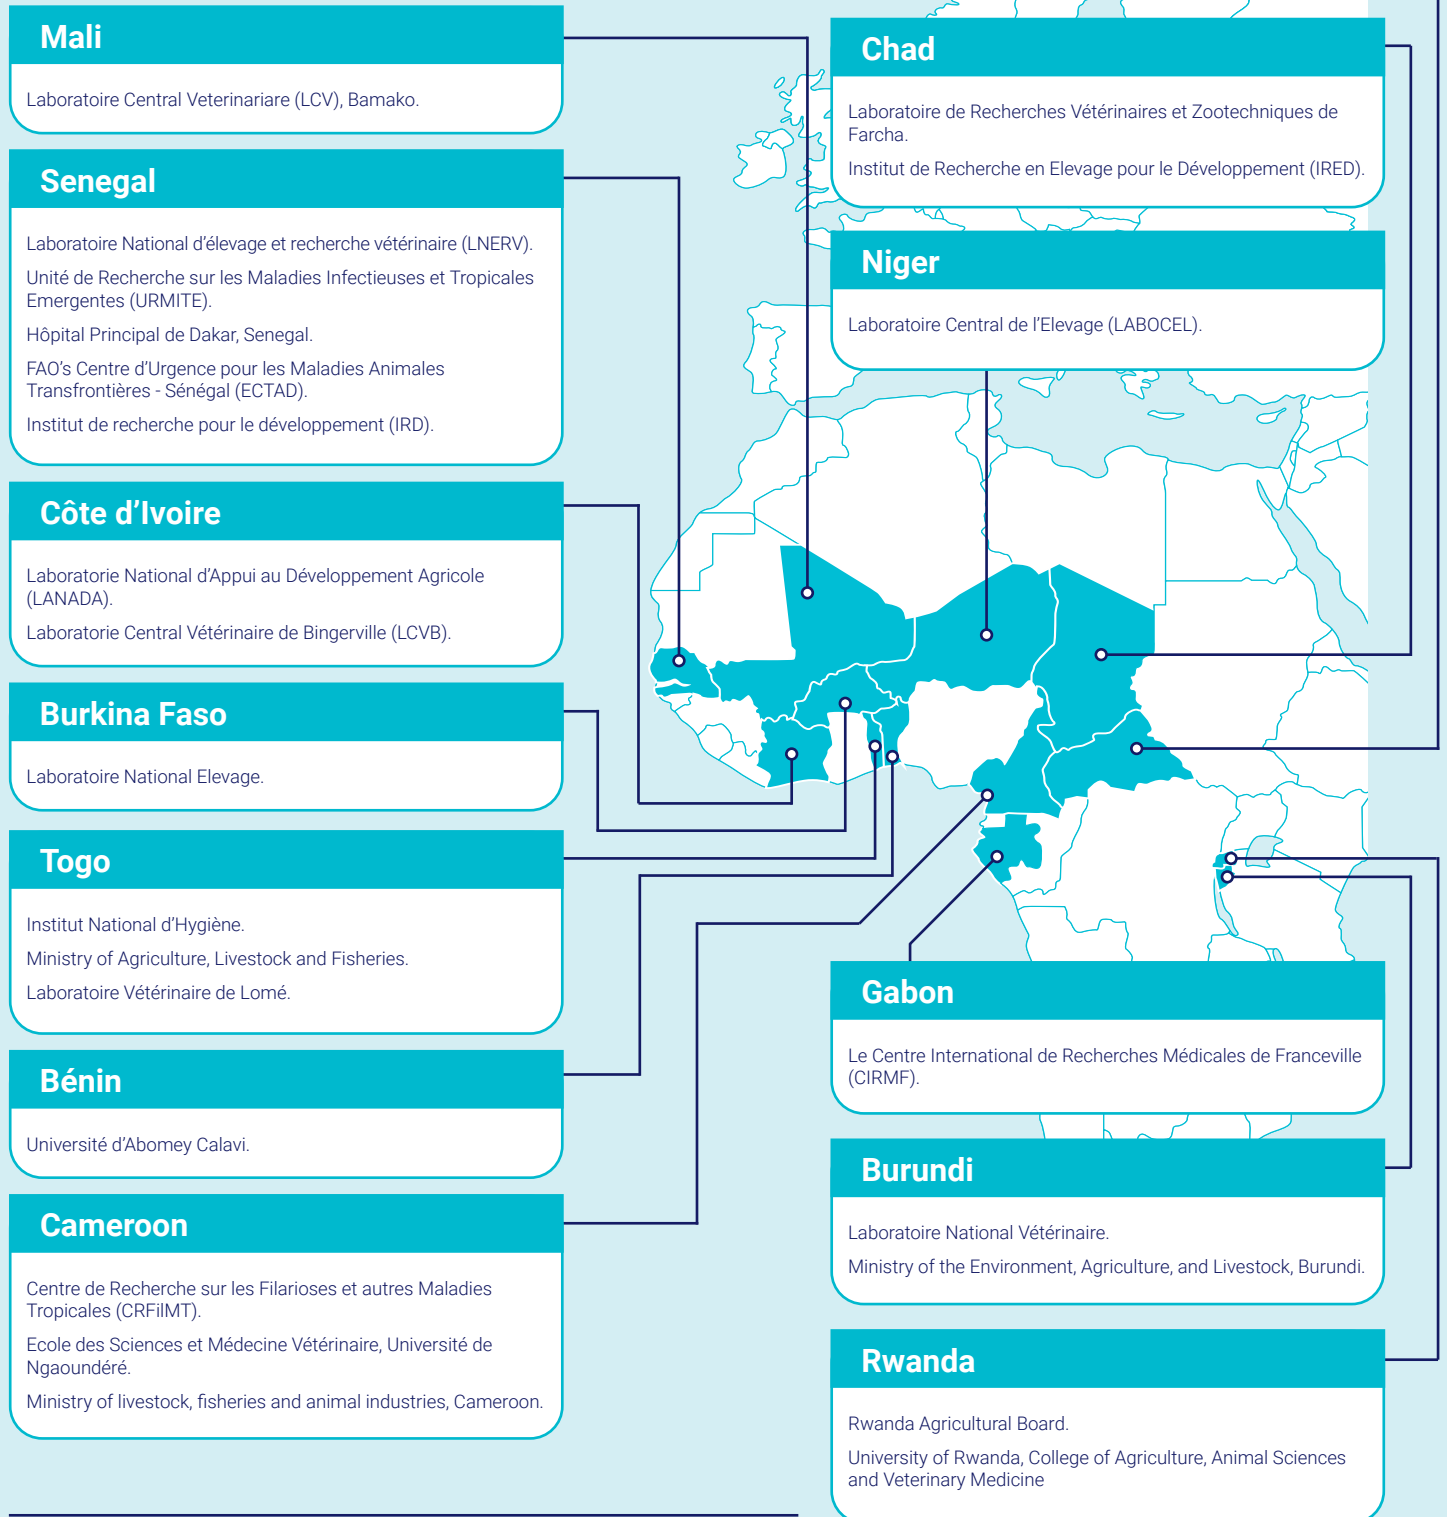 Mali
Laboratoire Central Veterinariare (LCV), Bamako.
Senegal
Laboratoire National d’élevage et recherche vétérinaire (LNERV).
Unité de Recherche sur les Maladies Infectieuses et Tropicales
Emergentes (URMITE).
Hôpital Principal de Dakar, Senegal.
FAO’s Centre d’Urgence pour les Maladies Animales
Transfrontières - Sénégal (ECTAD).
Institut de recherche pour le développement (IRD).
Côte d’Ivoire
Laboratorie National d’Appui au Développement Agricole
(LANADA).
Laboratorie Central Vétérinaire de Bingerville (LCVB).
Burkina Faso
Laboratoire National Elevage.
Togo
Institut National d’Hygiène.
Ministry of Agriculture, Livestock and Fisheries.
Laboratoire Vétérinaire de Lomé.
Bénin
Université d’Abomey Calavi.
Cameroon
Centre de Recherche sur les Filarioses et autres Maladies
Tropicales (CRFilMT).
Ecole des Sciences et Médecine Vétérinaire, Université de
Ngaoundéré.
Ministry of livestock, fisheries and animal industries, Cameroon.
Chad
Laboratoire de Recherches Vétérinaires et Zootechniques de
Farcha.
Institut de Recherche en Elevage pour le Développement (IRED).
Niger
Laboratoire Central de l’Elevage (LABOCEL).
Gabon
Le Centre International de Recherches Médicales de Franceville
(CIRMF).
Burundi
Laboratoire National Vétérinaire.
Ministry of the Environment, Agriculture, and Livestock, Burundi.
Rwanda
Rwanda Agricultural Board.
University of Rwanda, College of Agriculture, Animal Sciences
and Veterinary Medicine